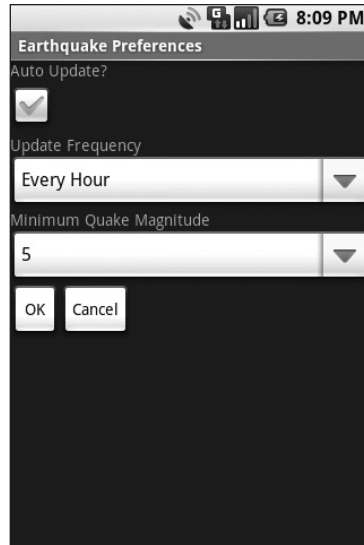 8:09 PM
Earthquake Preferences
Auto Update?
Update Frequency
Every Hour
Minimum Quake Magnitude
5
OK Cancel